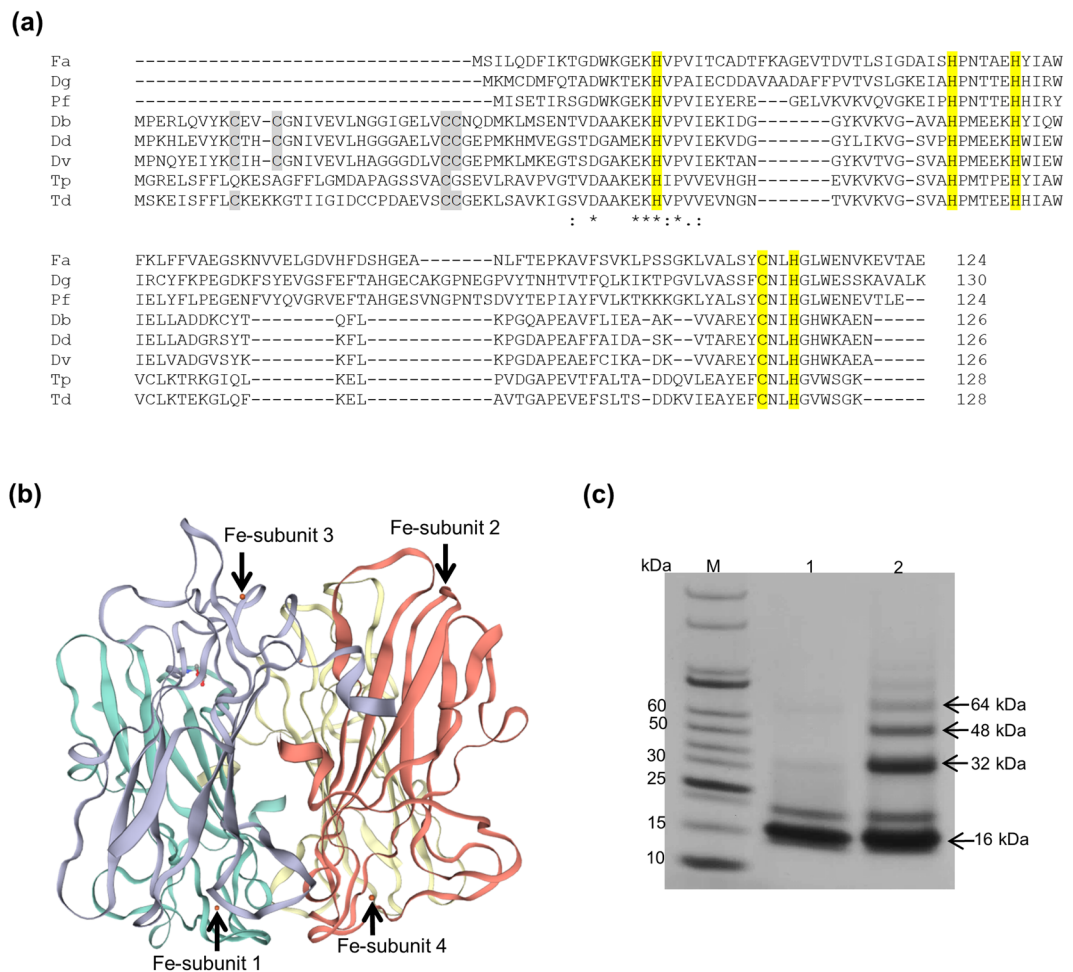 (a)
Fa -------------------------------- MSILQDFIKTGDWKGEKHVPVITCADTFKAGEVTDVTLSIGDAISHPNTAEHYIAW
Dg ---------------------------------MKMCDMFQTADWKTEKHVPAIECDDAVAADAFFPVTVSLGKEIAHPNTTEHHIRW
Pf ----------------------------------MISETIRSGDWKGEKHVPVIEYERE---GELVKVKVQVGKEIPHPNTTEHHIRY
Db MPERLQVYKCEV-CGNIVEVLNGGIGELVCCNQDMKLMSENTVDAAKEKHVPVIEKIDG-------GYKVKVG-SVAHPMEEKHYIQW
Dd MPKHLEVYKCTH-CGNIVEVLHGGGAELVCCGEPMKHMVEGSTDGAMEKHVPVIEKVDG-------GYLIKVG-SVPHPMEEKHWIEW
Dv MPNQYEIYKCIH-CGNIVEVLHAGGGDLVCCGEPMKLMKEGTSDGAKEKHVPVIEKTAN-------GYKVTVG-SVAHPMEEKHWIEW
Tp MGRELSFFLQKESAGFFLGMDAPAGSSVACGSEVLRAVPVGTVDAAKEKHIPVVEVHGH-------EVKVKVG-SVAHPMTPEHYIAW
Td MSKEISFFLCKEKKGTIIGIDCCPDAEVSCCGEKLSAVKIGSVDAAKEKHVPVVEVNGN-------TVKVKVG-SVAHPMTEEHHIAW
: * ***:*.:
Fa FKLFFVAEGSKNVVELGDVHFDSHGEA-------NLFTEPKAVFSVKLPSSGKLVALSYCNLHGLWENVKEVTAE 124
Dg IRCYFKPEGDKFSYEVGSFEFTAHGECAKGPNEGPVYTNHTVTFQLKIKTPGVLVASSFCNIHGLWESSKAVALK 130
Pf IELYFLPEGENFVYQVGRVEFTAHGESVNGPNTSDVYTEPIAYFVLKTKKKGKLYALSYCNLHGLWENEVTLE-- 124
Db IELLADDKCYT--------QFL------------KPGQAPEAVFLIEA-AK--VVAREYCNIHGHWKAEN----- 126
Dd IELLADGRSYT--------KFL------------KPGDAPEAFFAIDA-SK--VTAREYCNLHGHWKAEN----- 126
Dv IELVADGVSYK--------KFL------------KPGDAPEAEFCIKA-DK--VVAREYCNLHGHWKAEA----- 126
Tp VCLKTRKGIQL--------KEL------------PVDGAPEVTFALTA-DDQVLEAYEFCNLHGVWSGK------ 128
Td VCLKTEKGLQF--------KEL------------AVTGAPEVEFSLTS-DDKVIEAYEFCNLHGVWSGK------ 128
(b)
Fe-subunit 3
Fe-subunit 2
Fe-subunit 4
Fe-subunit 1
(c)
kDa M 1 2
60
50
30
25
15
10
64 kDa
48 kDa
32 kDa
16 kDa